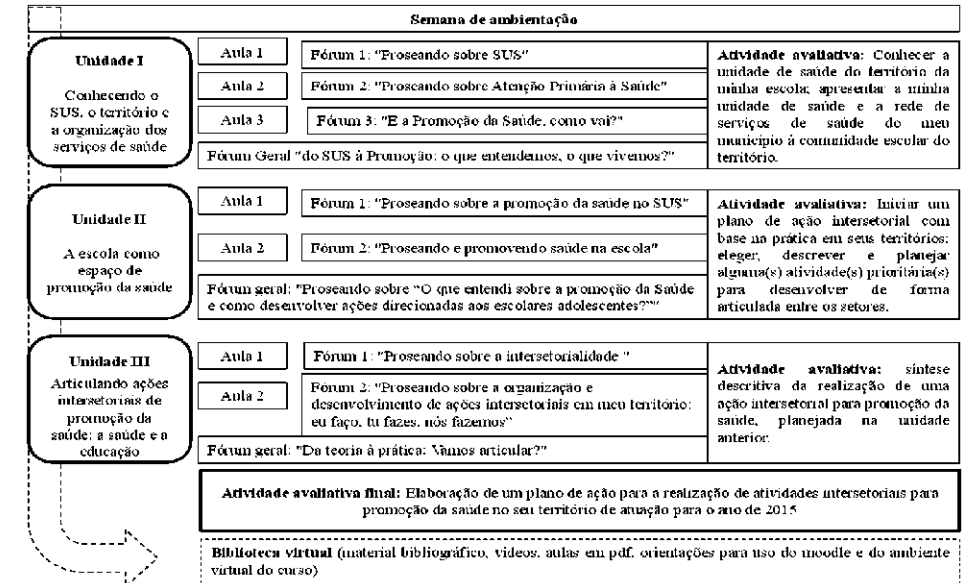 Semana de ambientação
Unidade I
Conhecendo o
SUS, o território e
a organização dos
serviços de saúde
Aula 1
Fórum 1: "Proseando sobre SUS"
Aula 2
Fórum 2: "Proseando sobre Atenção Primária à Saúde"
Aula 3
Fórum 3: "E a Promoção da Saúde, como vai?"
Fórum Geral "do SUS à Promoção: o que entendemos, o que vivemos?"
Atividade avaliativa: Conhecer a
unidade de saúde do território da
minha escola; apresentar a minha
unidade de saúde e a rede de
serviços de saúde do meu
município à comunidade escolar do
território.
Unidade II
A escola como
espaço de
promoção da saúde
Aula 1
Fórum 1: "Proseando sobre a promoção da saúde no SUS"
Aula 2
Fórum 2: "Proseando e promovendo saúde na escola"
Fórum geral: "Proseando sobre "O que entendi sobre a promoção da Saúde
e como desenvolver ações direcionadas aos escolares adolescentes?""
Atividade avaliativa: Iniciar um
plano de ação intersetorial com
base na prática em seus territórios:
eleger, descrever e planejar
alguma(s) atividade(s) prioritária(s)
para desenvolver de forma
articulada entre os setores.
Unidade III
Articulando ações
intersetoriais de
promoção da
saúde: a saúde e a
educação
Aula 1
Fórum 1: "Proseando sobre a intersetorialidade "
Aula 2
Fórum 2: "Proseando sobre a organização e
desenvolvimento de ações intersetoriais em meu território:
eu faço, tu fazes, nós fazemos"
Fórum geral: "Da teoria à prática: Vamos articular?"
Atividade avaliativa: síntese
descritiva da realização de uma
ação intersetorial para promoção da
saúde, planejada na unidade
anterior.
Atividade avaliativa final: Elaboração de um plano de ação para a realização de atividades intersetoriais para
promoção da saúde no seu território de atuação para o ano de 2015
Biblioteca virtual (material bibliográfico, vídeos, aulas em pdf, orientações para uso do moodle e do ambiente
virtual do curso)